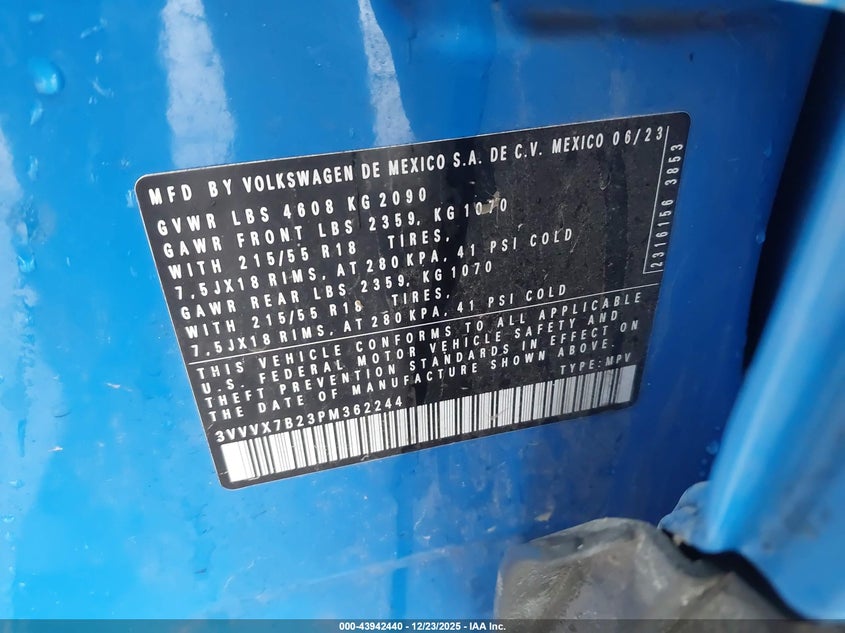 MFD BY VOLKSWAGEN DE MEXICO S.A. DE C.V. MEXICO 06/23
GVWR LBS 4608 KG 2090
GAWR FRONT LBS 2359, KG 1070
WITH 215/55 R18 TIRES,
7,5JX18 RIMS, AT 280 KPA, 41 PSI COLD
GAWR REAR LBS 2359, KG 1070
WITH 215/55 R18 TIRES,
7,5JX18 RIMS, AT 280 KPA, 41 PSI COLD
THIS VEHICLE CONFORMS TO ALL APPLICABLE
U.S. FEDERAL MOTOR VEHICLE SAFETY AND
THEFT PREVENTION STANDARDS IN EFFECT ON
THE DATE OF MANUFACTURE SHOWN ABOVE.
3VVVX7B23PM362244 TYPE: MPV
2316156 3853
000-43942440 - 12/23/2025 - IAA Inc.